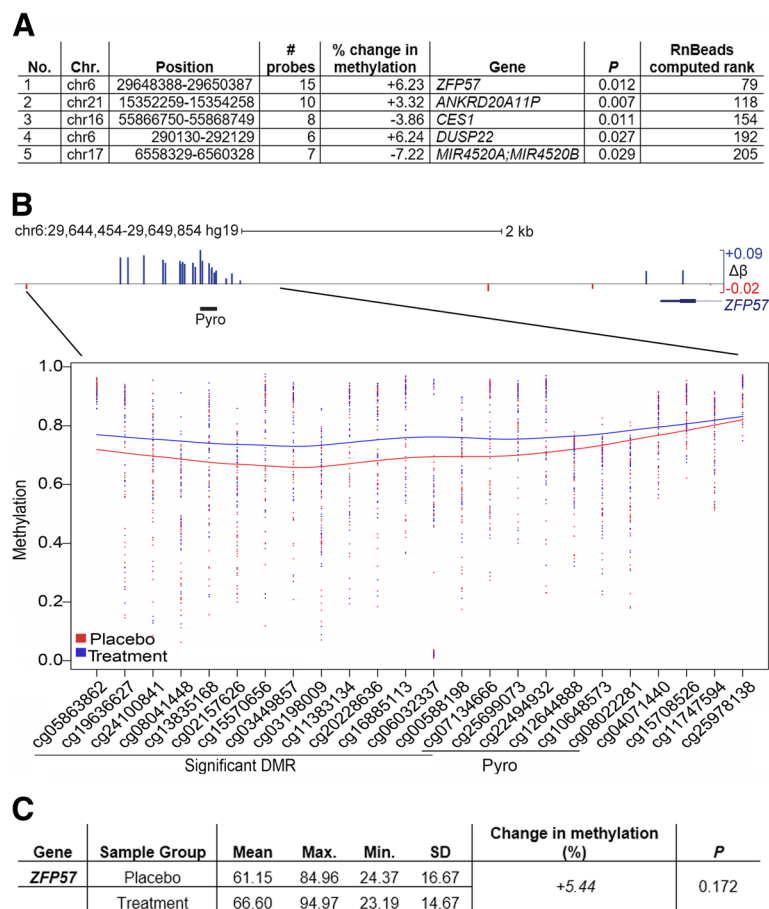 A
No. Chr. Position # probes % change in methylation Gene P RnBeads computed rank
1 chr6 29648388-29650387 15 +6.23 ZFP57 0.012 79
2 chr21 15352259-15354258 10 +3.32 ANKRD20A11P 0.007 118
3 chr16 55866750-55868749 8 -3.86 CES1 0.011 154
4 chr6 290130-292129 6 +6.24 DUSP22 0.027 192
5 chr17 6558329-6560328 7 -7.22 MIR4520A;MIR4520B 0.029 205
B
chr6:29,644,454-29,649,854 hg19 2 kb
+0.09
Δβ
-0.02
ZFP57
Pyro
1.0
0.8
0.6
0.4
0.2
0.0
Methylation
Placebo
Treatment
cg05863862
cg19636627
cg24100841
cg08041448
cg13835168
cg02157626
cg15570656
cg03449857
cg03198009
cg11383134
cg20228636
cg16885113
cg06032337
cg00588198
cg07134666
cg25699073
cg22494932
cg12644888
cg10648573
cg08022281
cg04071440
cg15708526
cg11747594
cg25978138
Significant DMR Pyro
C
Gene Sample Group Mean Max. Min. SD Change in methylation (%) P
ZFP57 Placebo 61.15 84.96 24.37 16.67 +5.44 0.172
Treatment 66.60 94.97 23.19 14.67